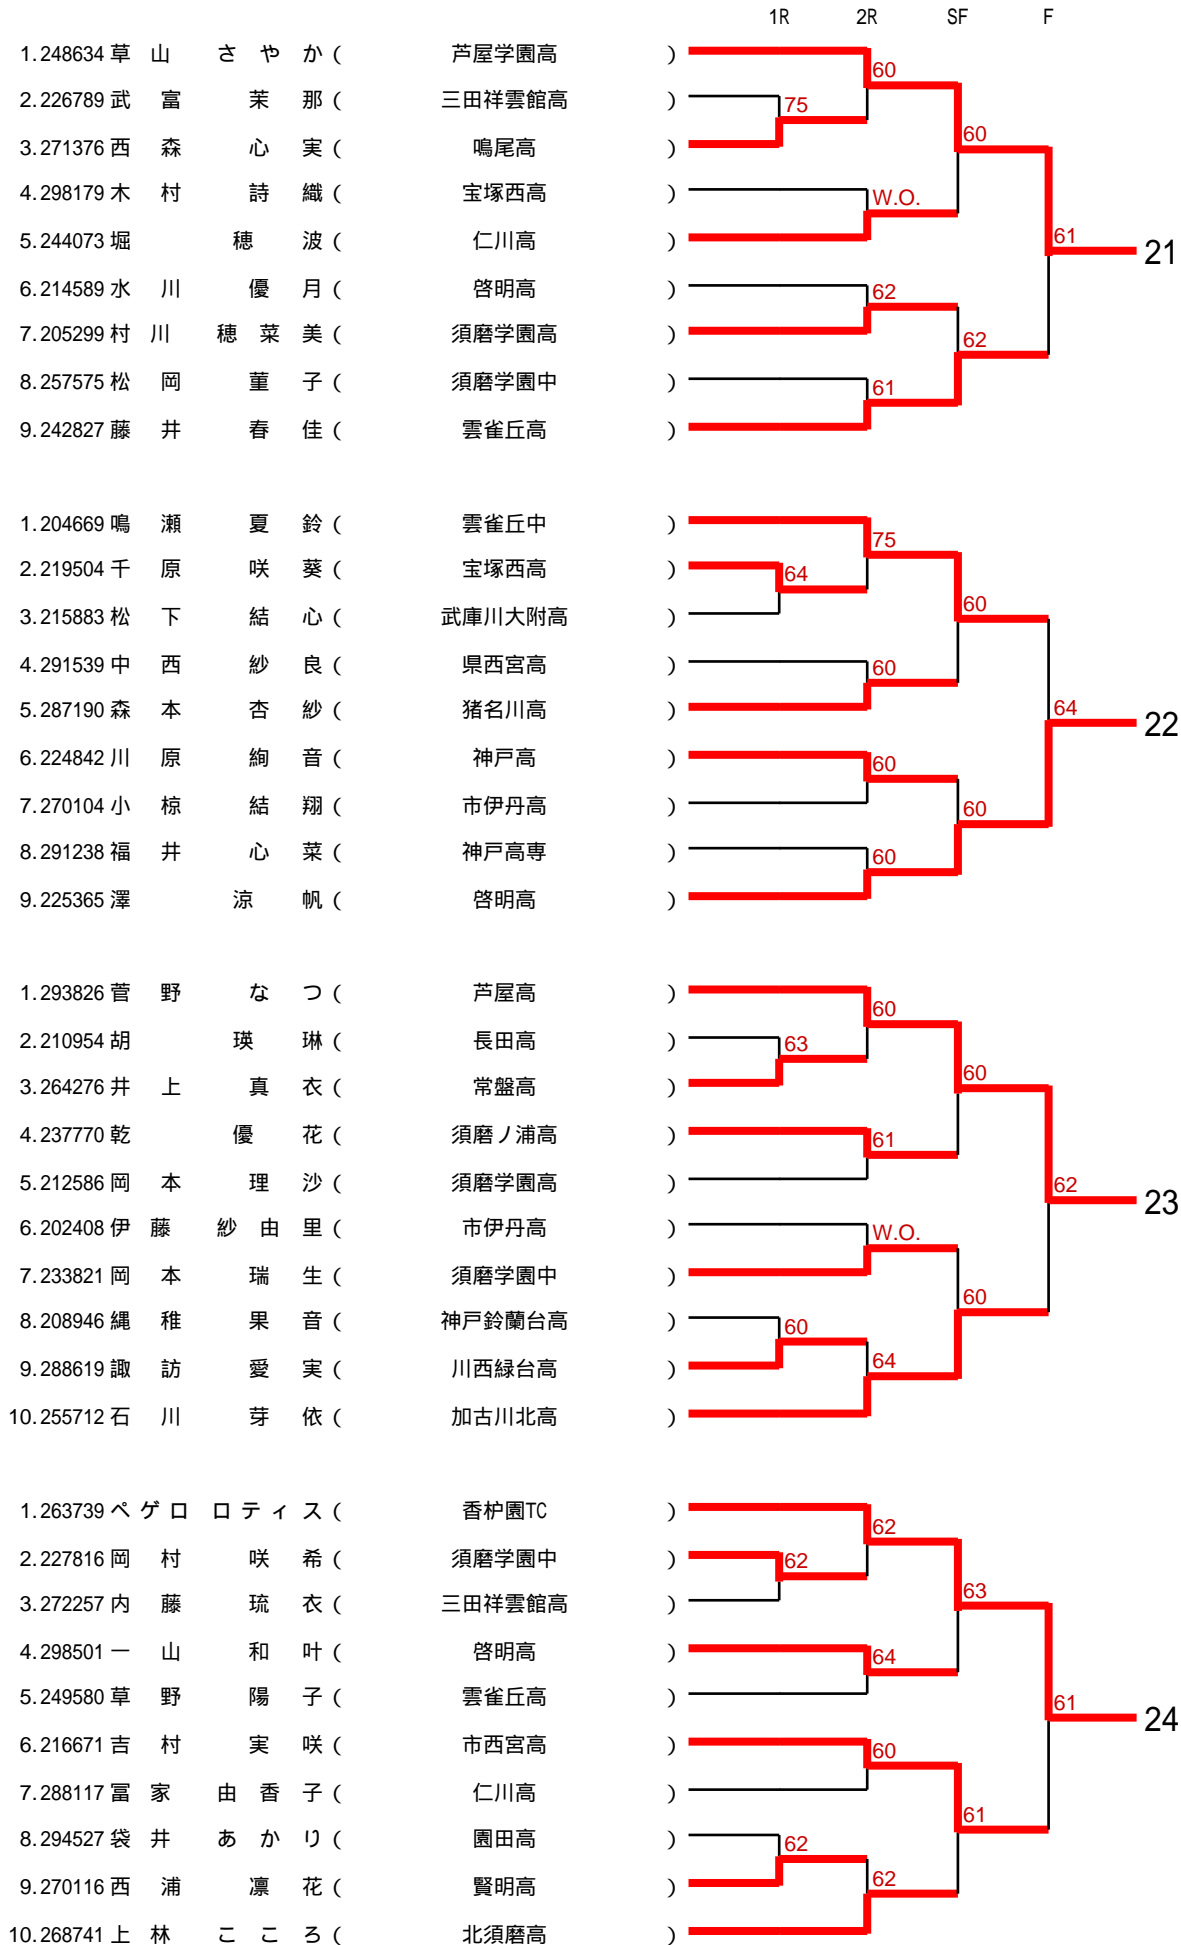 1R 2R SF F
1.248634 草 山 さ や か ( 芦屋学園高 )
60
2.226789 武 富 茉 那 ( 三田祥雲館高 )
75
60
3.271376 西 森 心 実 ( 鳴尾高 )
4.298179 木 村 詩 織 ( 宝塚西高 )
W.O.
5.244073 堀 穂 波 ( 仁川高 )
61
21
6.214589 水 川 優 月 ( 啓明高 )
62
7.205299 村 川 穂 菜 美 ( 須磨学園高 )
62
8.257575 松 岡 菫 子 ( 須磨学園中 )
61
9.242827 藤 井 春 佳 ( 雲雀丘高 )
1.204669 鳴 瀬 夏 鈴 ( 雲雀丘中 )
75
2.219504 千 原 咲 葵 ( 宝塚西高 )
64
60
3.215883 松 下 結 心 ( 武庫川大附高 )
4.291539 中 西 紗 良 ( 県西宮高 )
60
5.287190 森 本 杏 紗 ( 猪名川高 )
64
22
6.224842 川 原 絢 音 ( 神戸高 )
60
7.270104 小 椋 結 翔 ( 市伊丹高 )
60
8.291238 福 井 心 菜 ( 神戸高専 )
60
9.225365 澤 涼 帆 ( 啓明高 )
1.293826 菅 野 な つ ( 芦屋高 )
60
2.210954 胡 瑛 琳 ( 長田高 )
63
60
3.264276 井 上 真 衣 ( 常盤高 )
4.237770 乾 優 花 ( 須磨ノ浦高 )
61
5.212586 岡 本 理 沙 ( 須磨学園高 )
62
23
6.202408 伊 藤 紗 由 里 ( 市伊丹高 )
W.O.
7.233821 岡 本 瑞 生 ( 須磨学園中 )
60
8.208946 縄 稚 果 音 ( 神戸鈴蘭台高 )
60
9.288619 諏 訪 愛 実 ( 川西緑台高 )
64
10.255712 石 川 芽 依 ( 加古川北高 )
1.263739 ペ ゲ ロ ロ テ ィ ス ( 香枦園TC )
62
2.227816 岡 村 咲 希 ( 須磨学園中 )
62
63
3.272257 内 藤 琉 衣 ( 三田祥雲館高 )
4.298501 一 山 和 叶 ( 啓明高 )
64
5.249580 草 野 陽 子 ( 雲雀丘高 )
61
24
6.216671 吉 村 実 咲 ( 市西宮高 )
60
7.288117 冨 家 由 香 子 ( 仁川高 )
61
8.294527 袋 井 あ か り ( 園田高 )
62
9.270116 西 浦 凛 花 ( 賢明高 )
62
10.268741 上 林 こ こ ろ ( 北須磨高 )